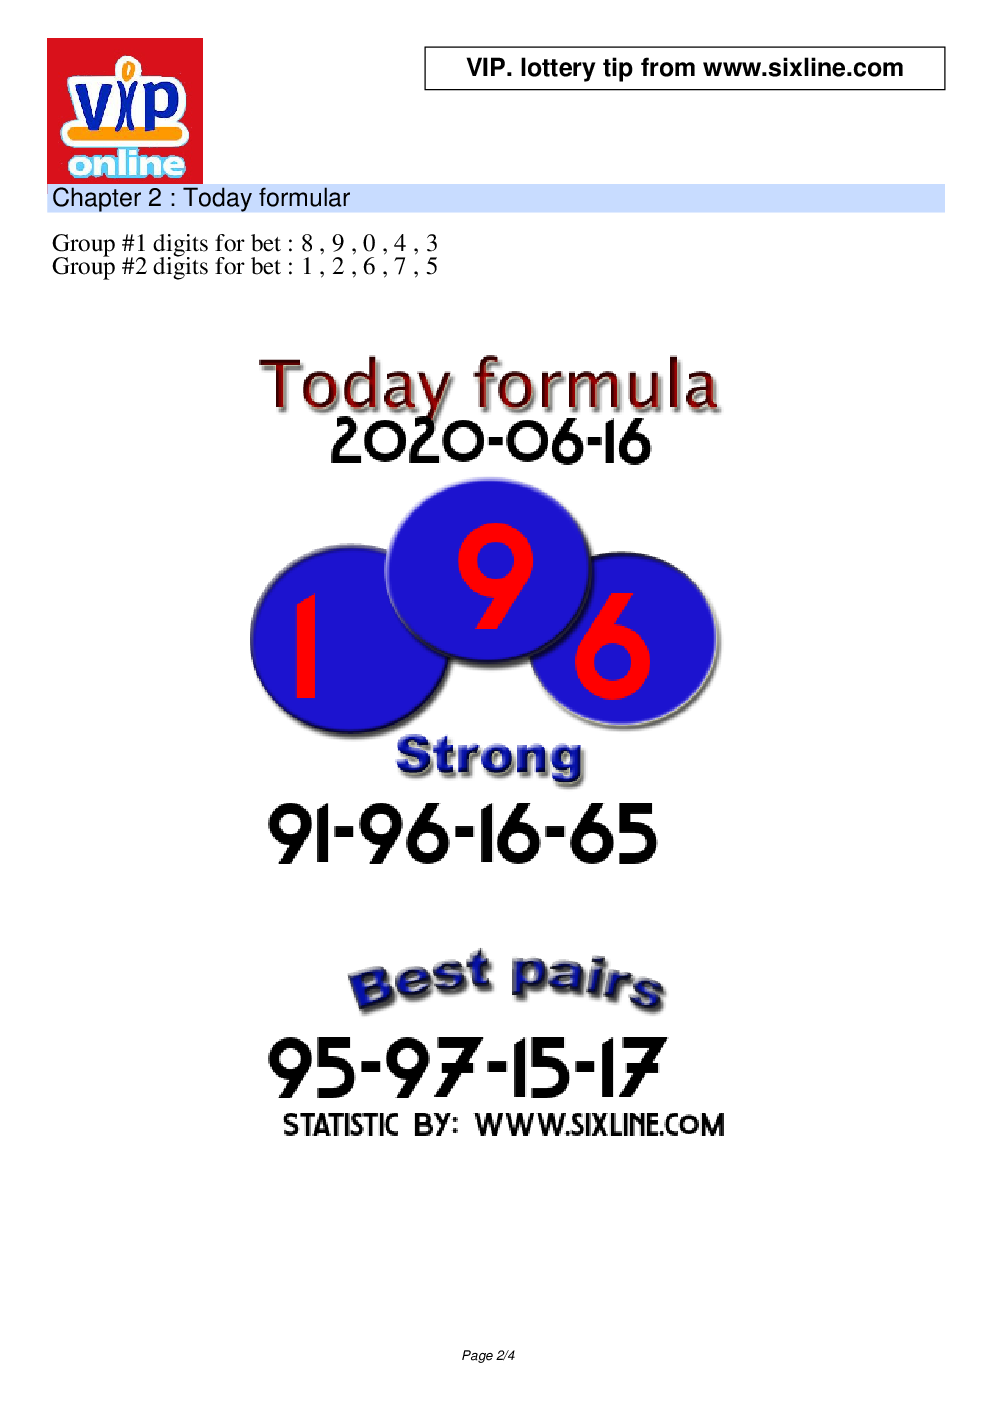 VIP
online
VIP. lottery tip from www.sixline.com
Chapter 2 : Today formular
Group #1 digits for bet : 8 , 9 , 0 , 4 , 3
Group #2 digits for bet : 1 , 2 , 6 , 7 , 5
Today formula
2020-06-16
1 9 6
Strong
91-96-16-65
Best pairs
95-97-15-17
STATISTIC BY: WWW.SIXLINE.COM
Page 2/4